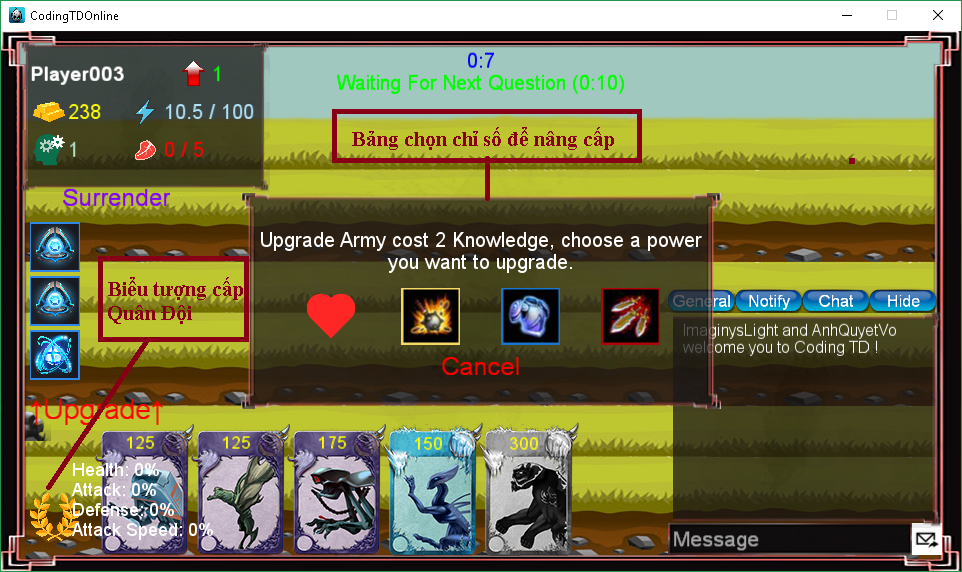 CodingTDOnline
Player003
1
238
10.5 / 100
1
0 / 5
0:7
Waiting For Next Question (0:10)
Bảng chọn chỉ số để nâng cấp
Surrender
Upgrade Army cost 2 Knowledge, choose a power
you want to upgrade.
Cancel
Biểu tượng cấp
Quân Đội
General
Notify
Chat
Hide
ImaginysLight and AnhQuyetVo
welcome you to Coding TD !
↑Upgrade↑
125
125
175
150
300
Health: 0%
Attack: 0%
Defense: 0%
Attack Speed: 0%
Message